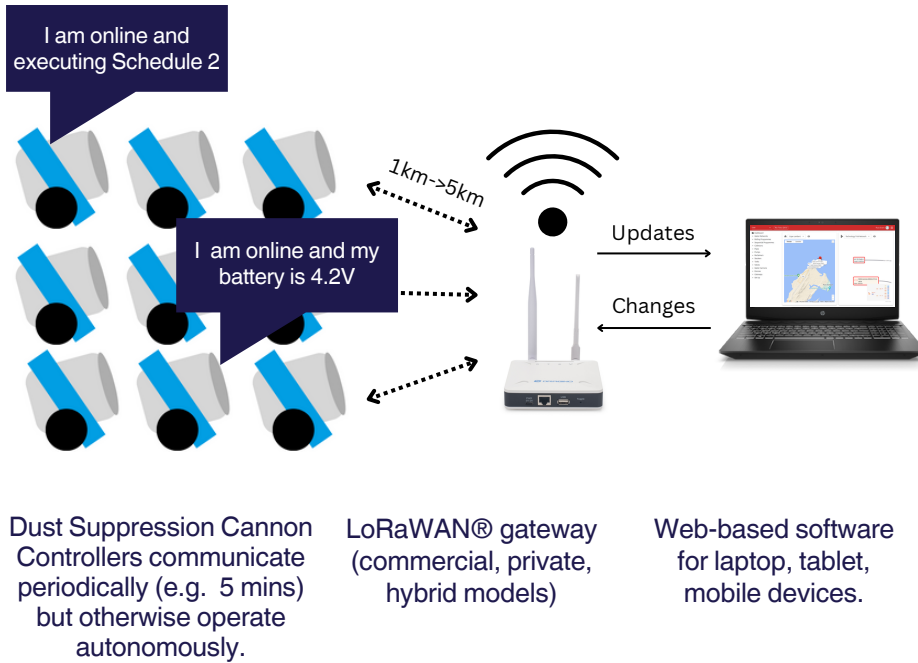 I am online and
executing Schedule 2
1km->5km
I am online and my
battery is 4.2V
Updates
Changes
Dust Suppression Cannon
Controllers communicate
periodically (e.g. 5 mins)
but otherwise operate
autonomously.
LoRaWAN® gateway
(commercial, private,
hybrid models)
Web-based software
for laptop, tablet,
mobile devices.